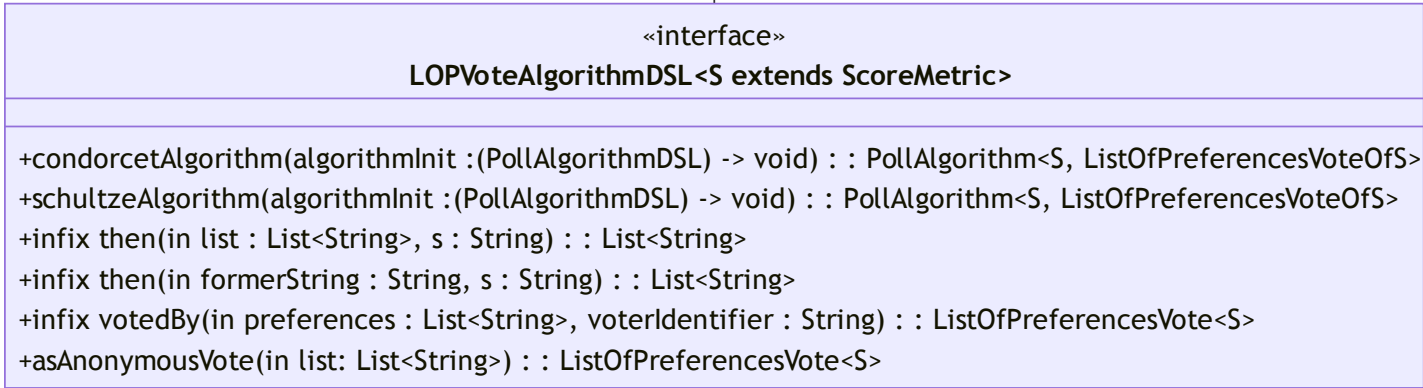 «interface»
LOPVoteAlgorithmDSL<S extends ScoreMetric>
+condorcetAlgorithm(algorithmInit :(PollAlgorithmDSL) -> void) : : PollAlgorithm<S, ListOfPreferencesVoteOfS>
+schultzeAlgorithm(algorithmInit :(PollAlgorithmDSL) -> void) : : PollAlgorithm<S, ListOfPreferencesVoteOfS>
+infix then(in list : List<String>, s : String) : : List<String>
+infix then(in formerString : String, s : String) : : List<String>
+infix votedBy(in preferences : List<String>, voterIdentifier : String) : : ListOfPreferencesVote<S>
+asAnonymousVote(in list: List<String>) : : ListOfPreferencesVote<S>